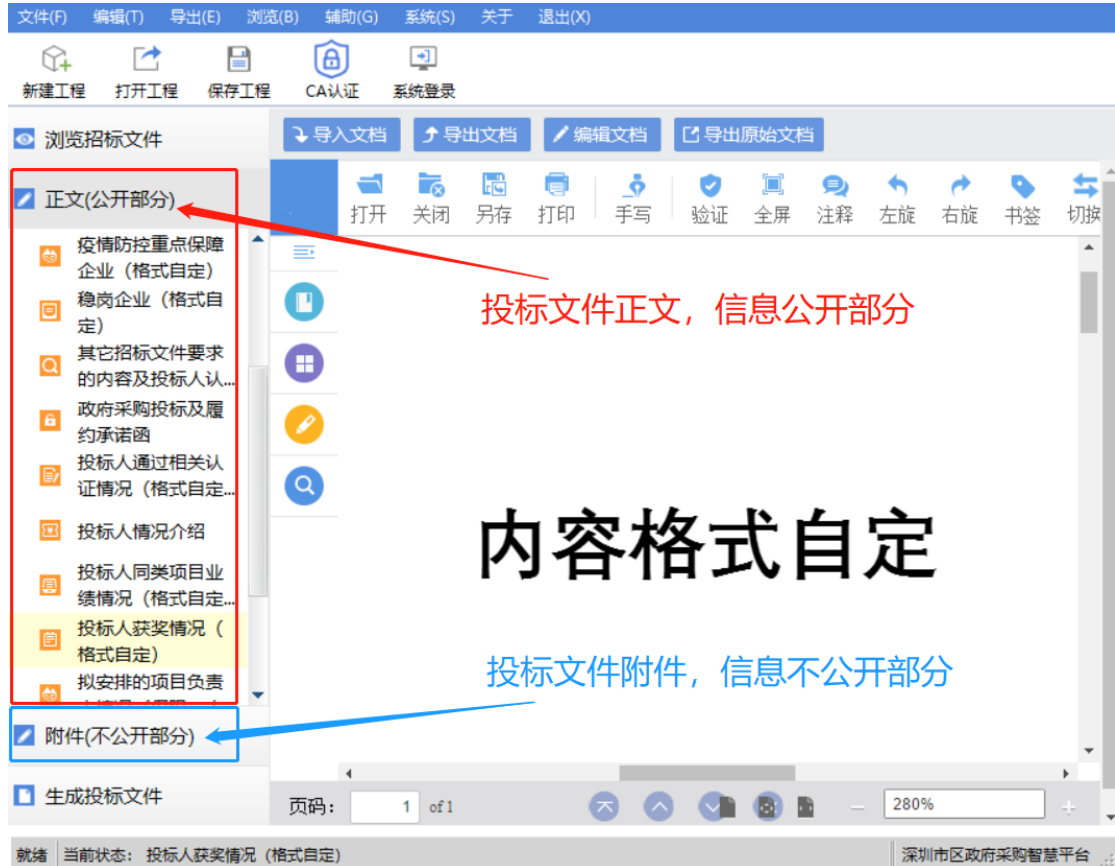 文件(F) 编辑(T) 导出(E) 浏览(B) 辅助(G) 系统(S) 关于 退出(X)
新建工程 打开工程 保存工程 CA认证 系统登录
浏览招标文件
导入文档 导出文档 编辑文档 导出原始文档
正文(公开部分)
打开 关闭 另存 打印 手写 验证 全屏 注释 左旋 右旋 书签 切换
疫情防控重点保障
企业（格式自定）
稳岗企业（格式自
定）
其它招标文件要求
的内容及投标人认...
政府采购投标及履
约承诺函
投标人通过相关认
证情况（格式自定...
投标人情况介绍
投标人同类项目业
绩情况（格式自定...
投标人获奖情况（
格式自定）
拟安排的项目负责
投标文件正文，信息公开部分
内容格式自定
投标文件附件，信息不公开部分
附件(不公开部分)
生成投标文件
页码： 1 of 1 280%
就绪 当前状态： 投标人获奖情况（格式自定） 深圳市区政府采购智慧平台